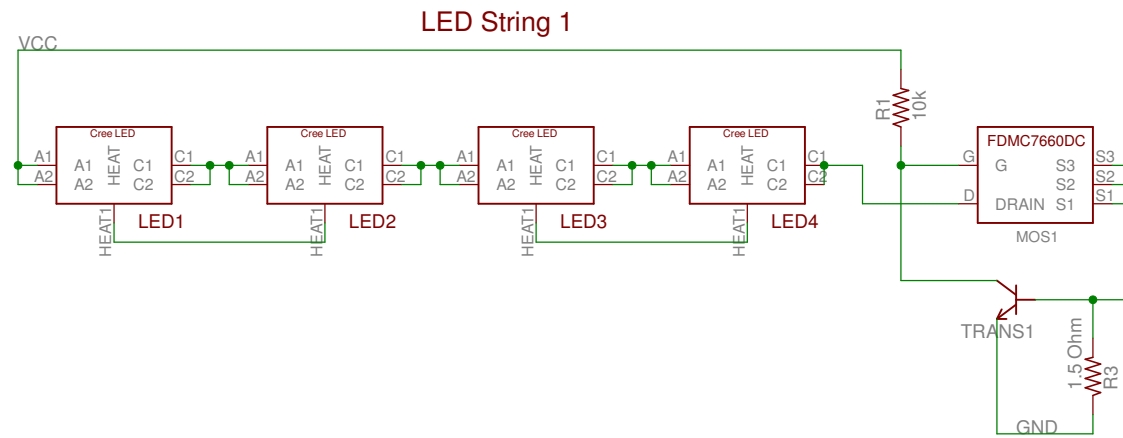 LED String 1
VCC
R1
10k
Cree LED
A1 A1 HEAT C1 C1
A2 A2 C2 C2
HEAT1
LED1
Cree LED
A1 A1 HEAT C1 C1
A2 A2 C2 C2
HEAT1
LED2
Cree LED
A1 A1 HEAT C1 C1
A2 A2 C2 C2
HEAT1
LED3
Cree LED
A1 A1 HEAT C1 C1
A2 A2 C2 C2
HEAT1
LED4
FDMC7660DC
G G S3 S3
S2 S2
D DRAIN S1 S1
MOS1
TRANS1
1.5 Ohm
R3
GND